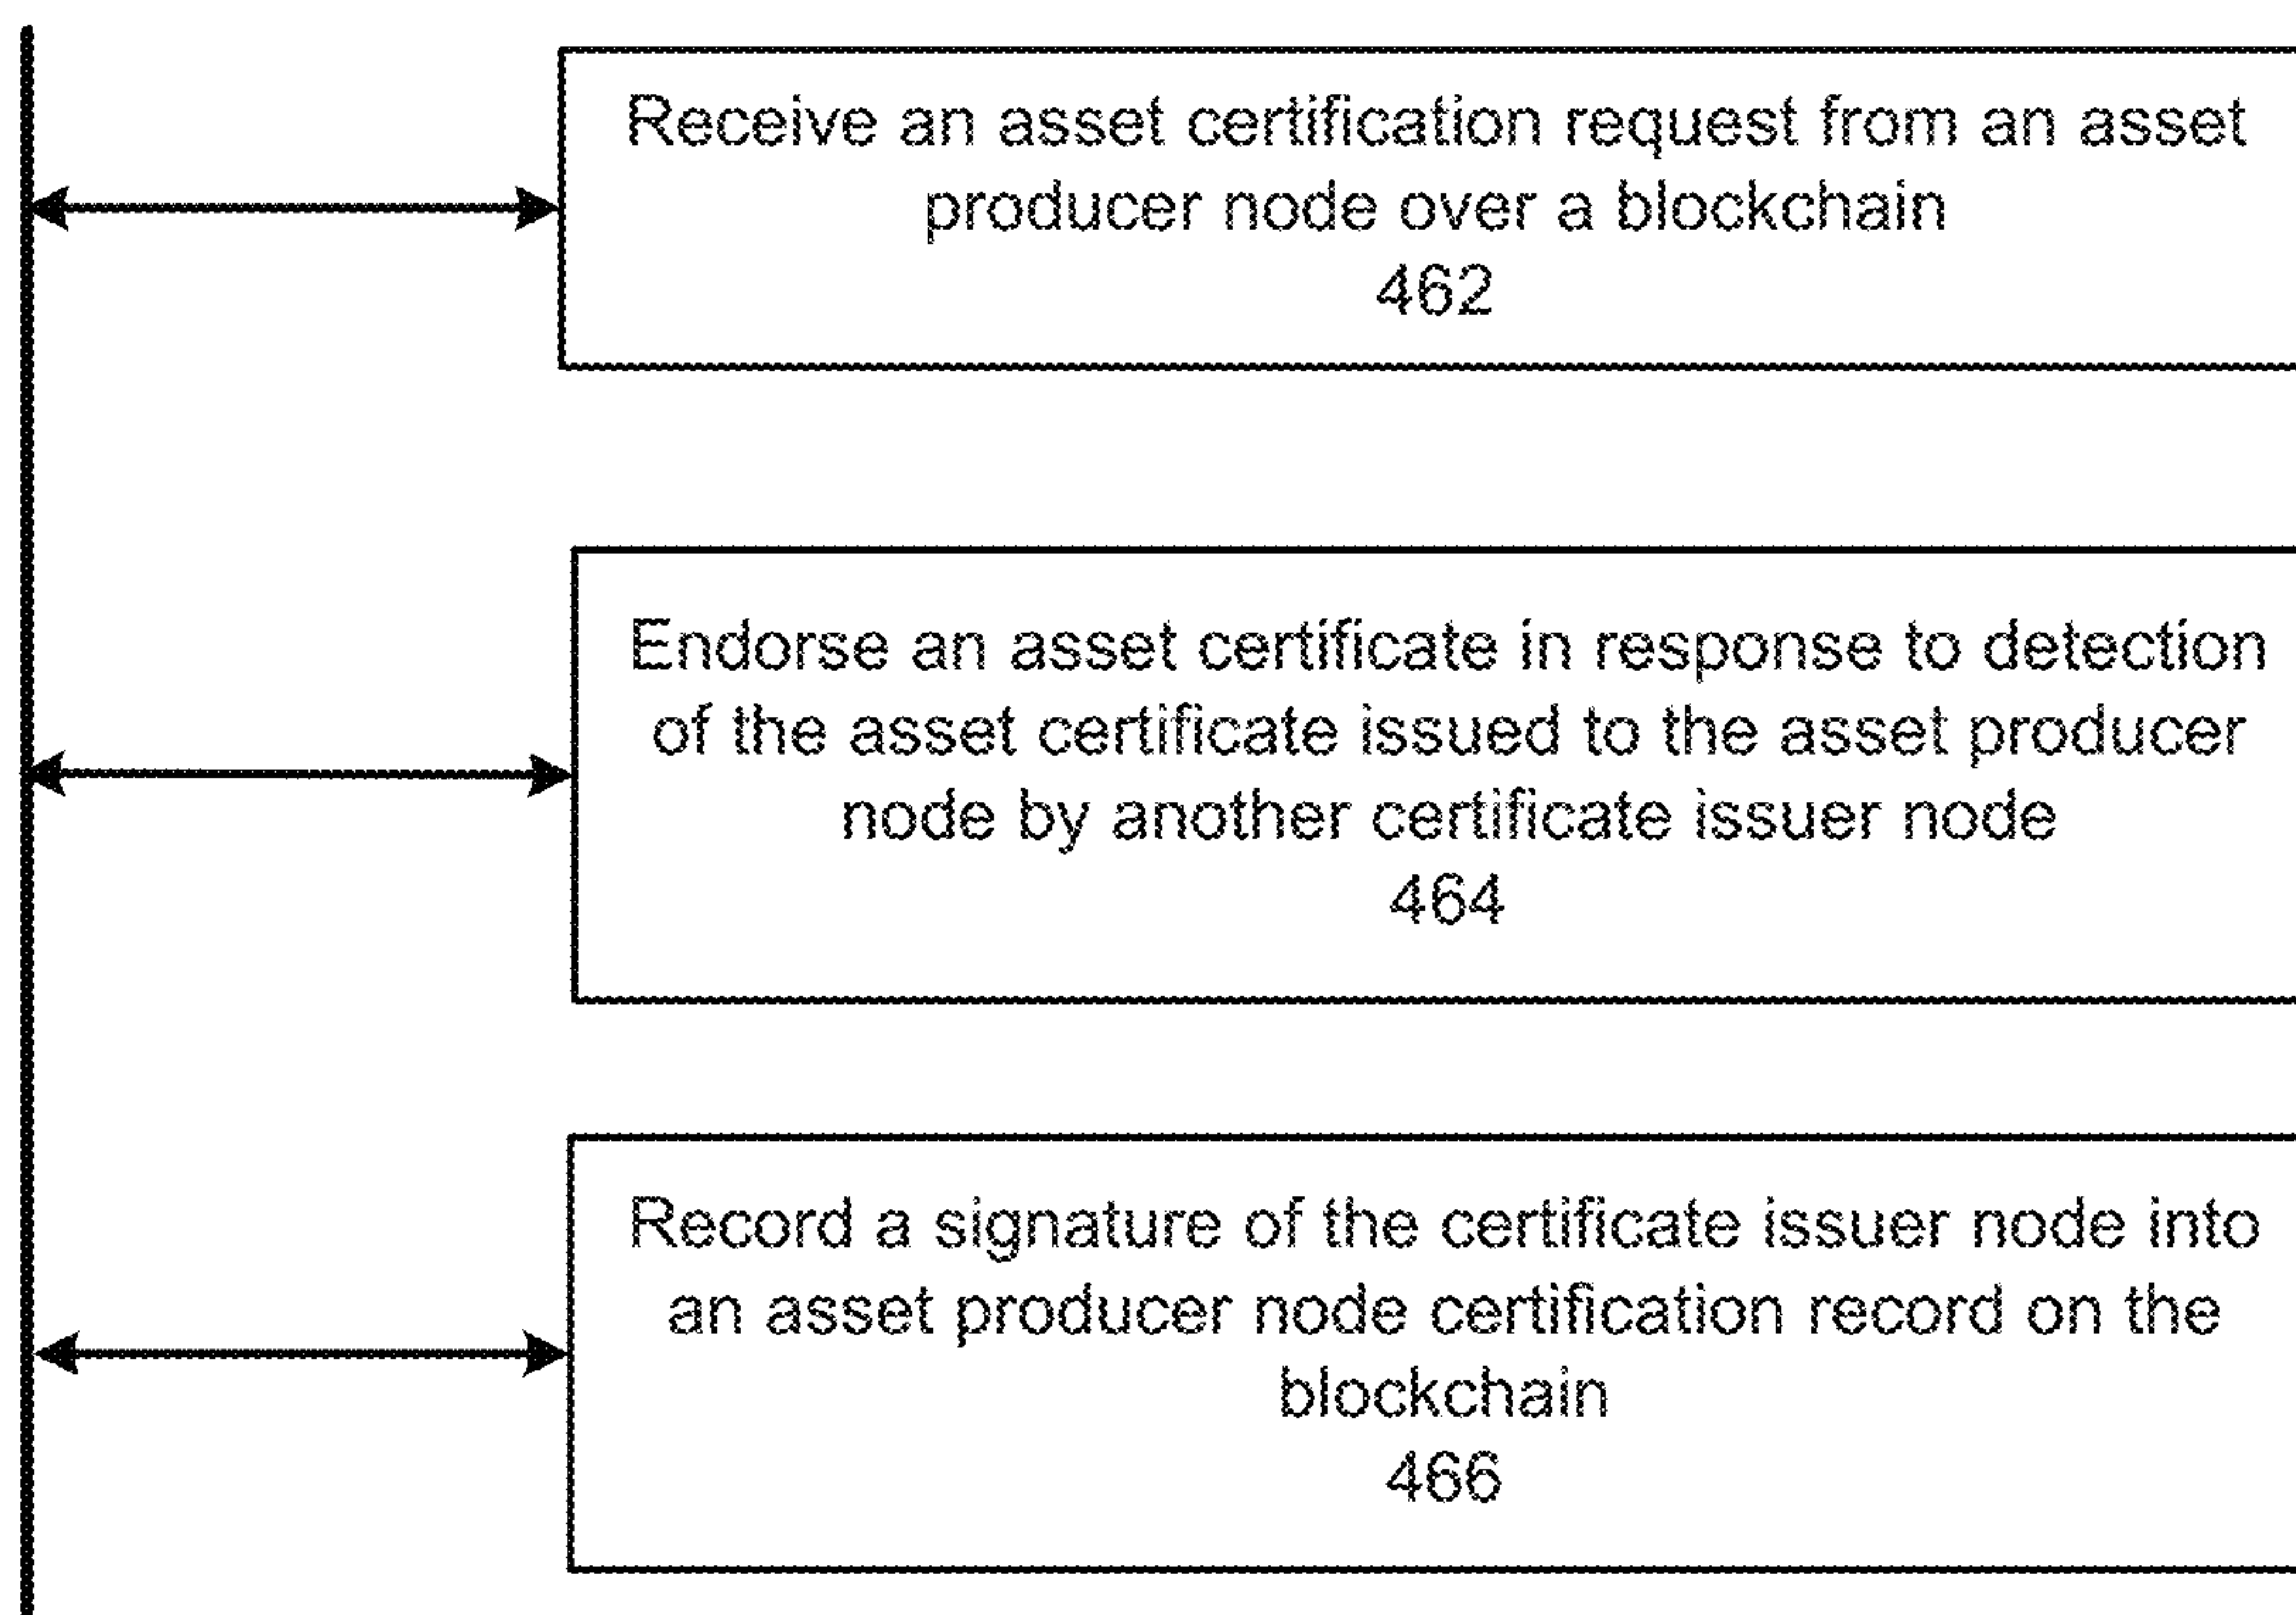 Receive an asset certification request from an asset
producer node over a blockchain
462
Endorse an asset certificate in response to detection
of the asset certificate issued to the asset producer
node by another certificate issuer node
464
Record a signature of the certificate issuer node into
an asset producer node certification record on the
blockchain
466